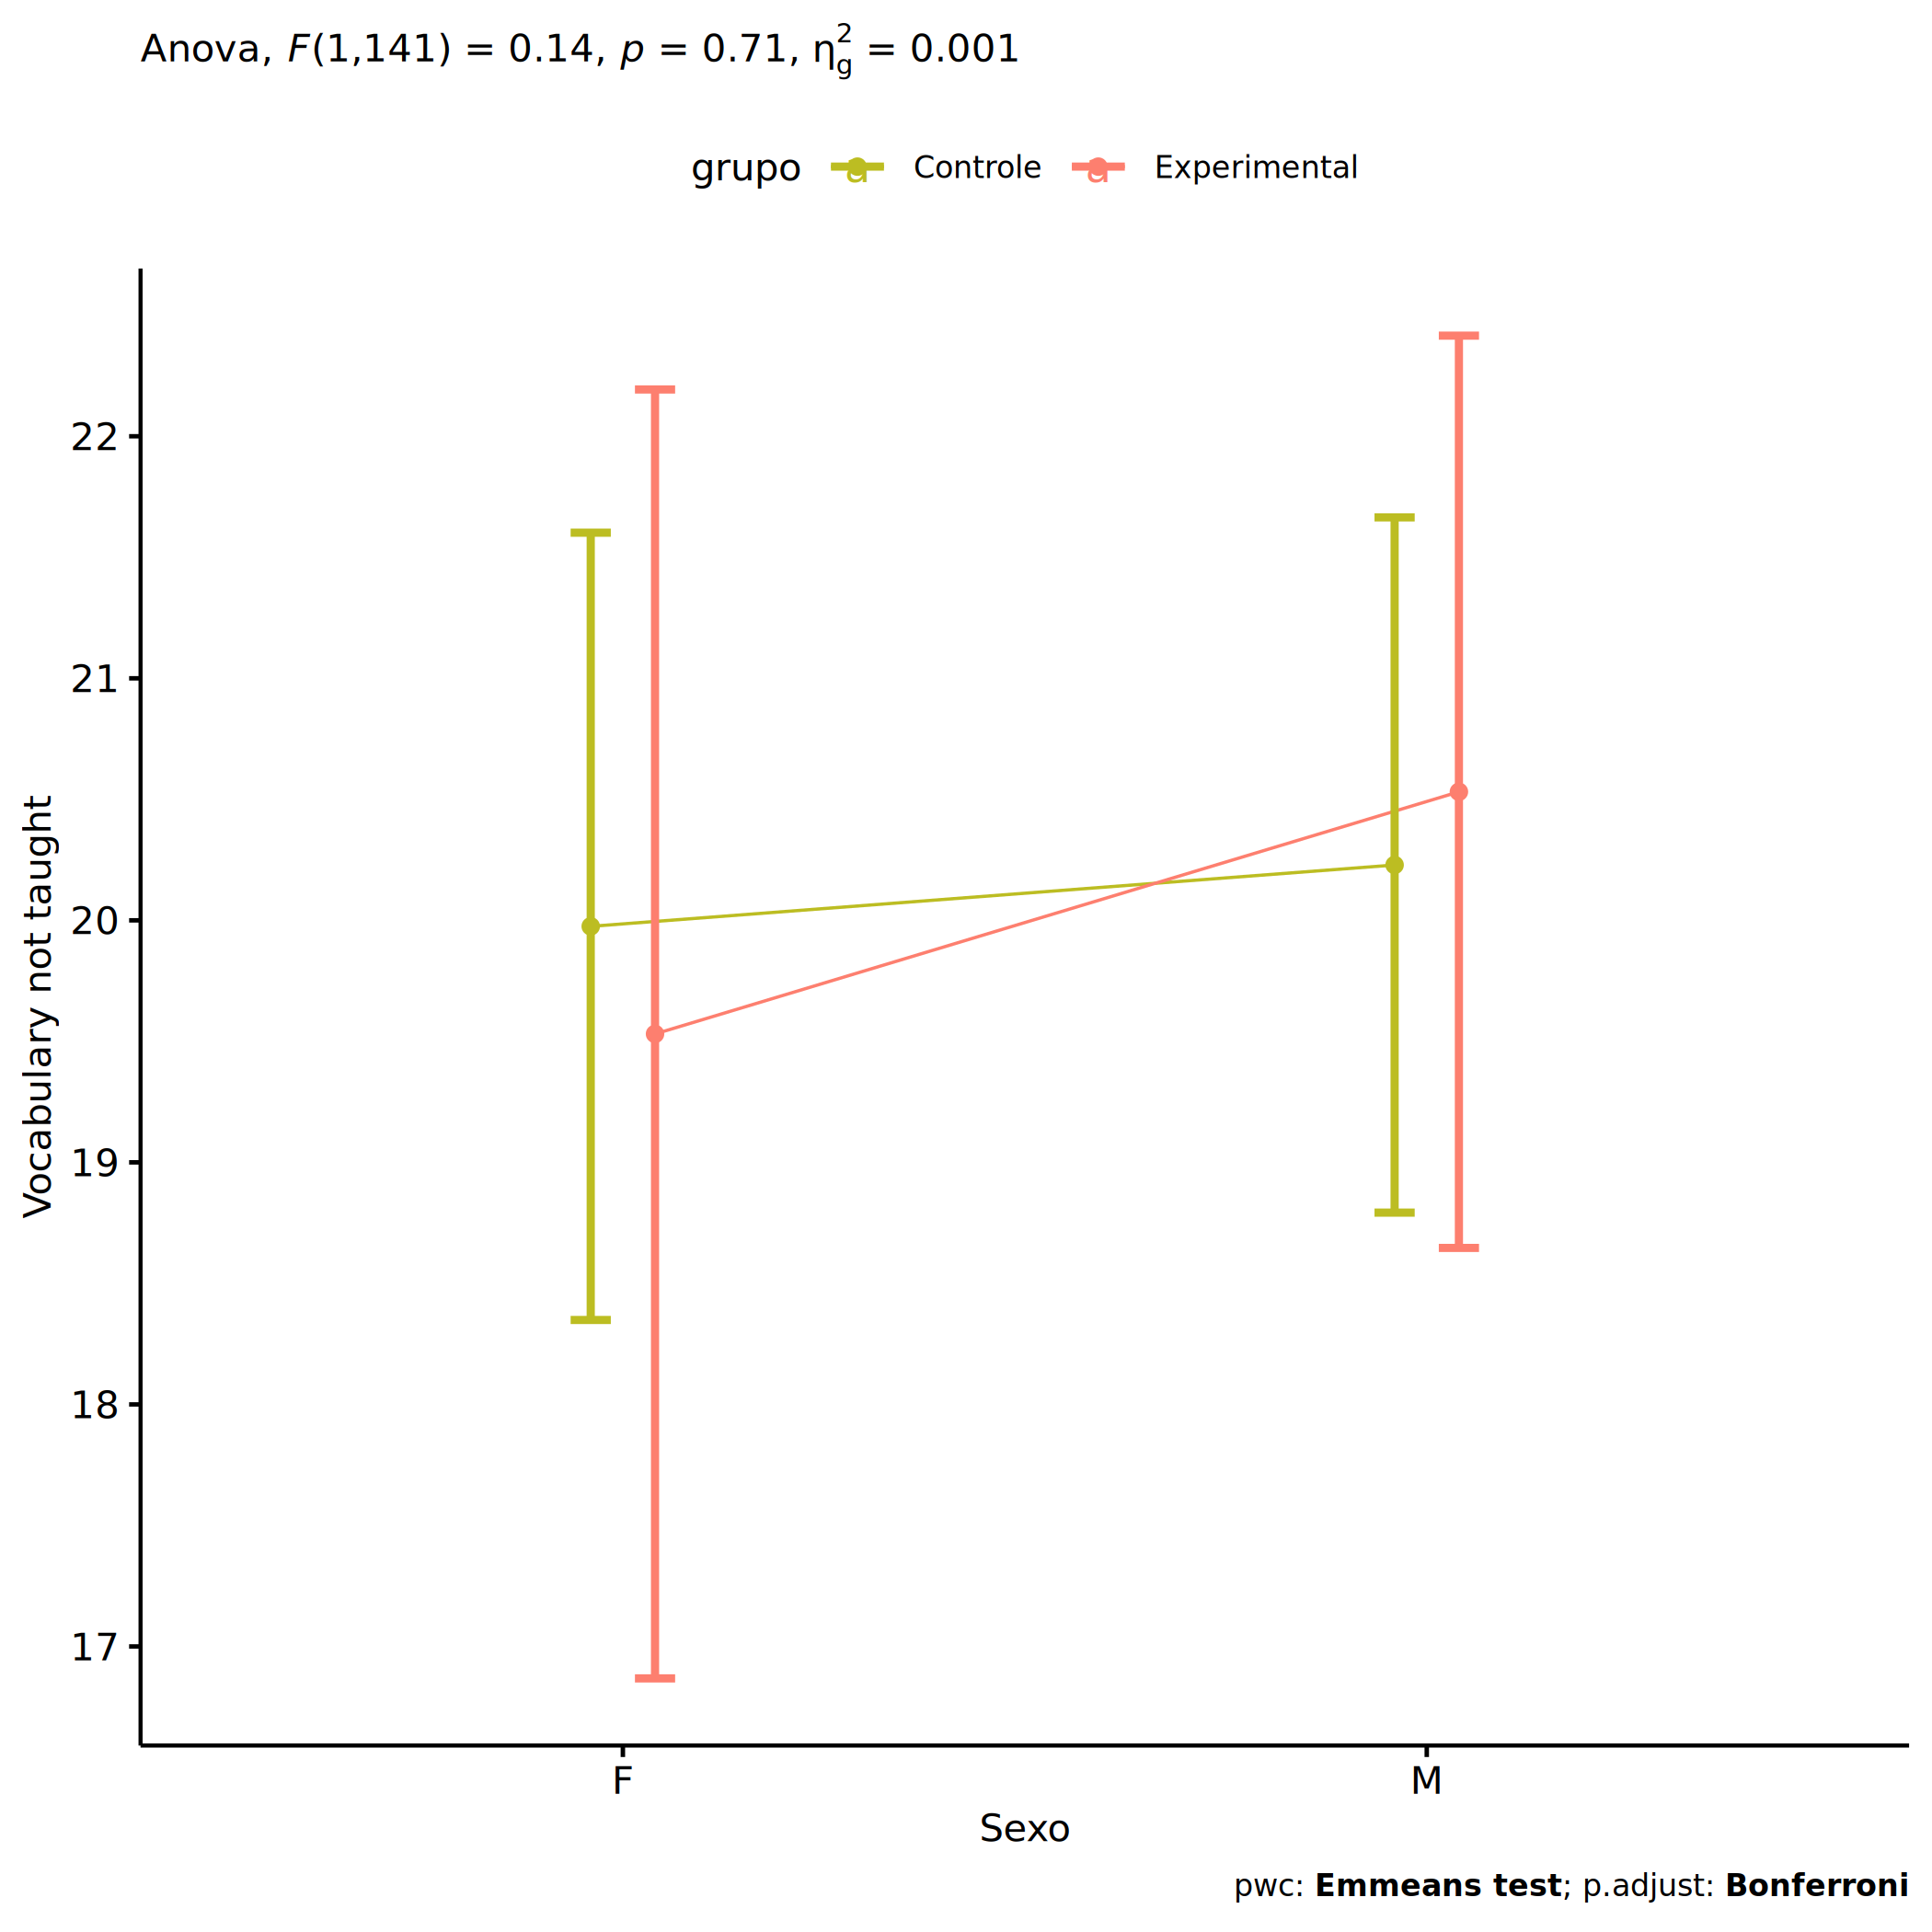 Anova, F(1,141) = 0.14, p = 0.71, η²g = 0.001
grupo a Controle a Experimental
22
21
20
19
18
17
Vocabulary not taught
F M
Sexo
pwc: Emmeans test; p.adjust: Bonferroni